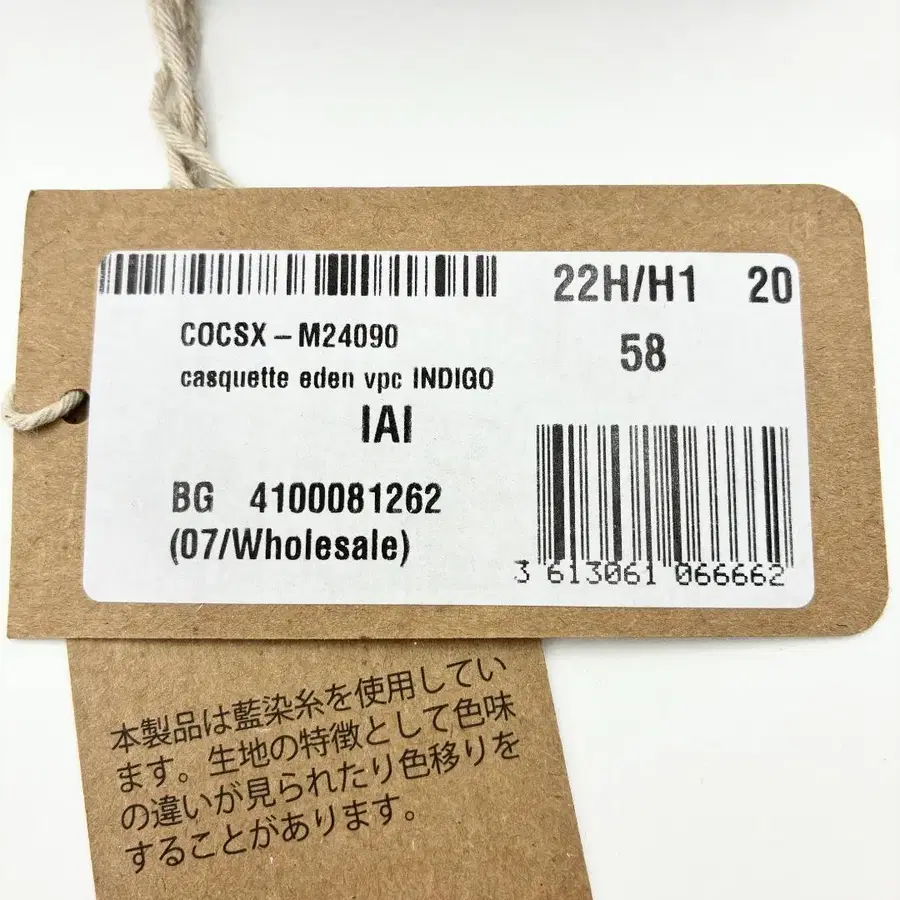 22H/H1 20
COCSX – M24090
58
casquette eden vpc INDIGO
IAI
BG 4100081262
(07/Wholesale)
3 613061 066662
本製品は藍染糸を使用してい
ます。生地の特徴として色味
の違いが見られたり色移りを
することがあります。